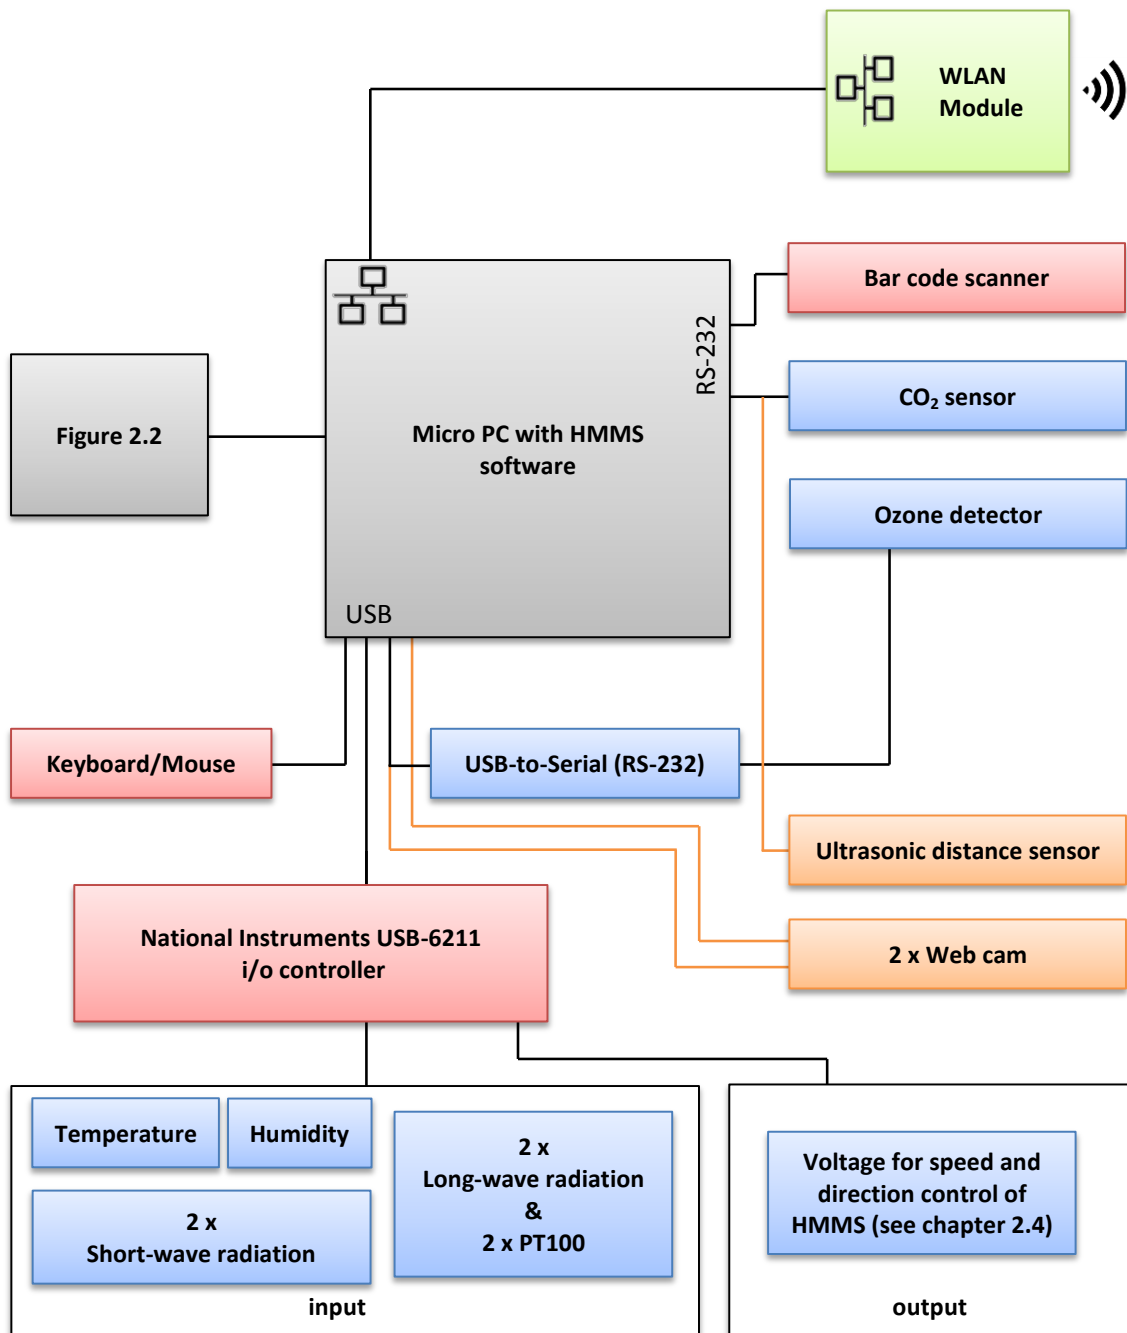 WLAN
Module
Bar code scanner
RS-232
CO₂ sensor
Figure 2.2
Micro PC with HMMS
software
Ozone detector
USB
Keyboard/Mouse
USB-to-Serial (RS-232)
Ultrasonic distance sensor
National Instruments USB-6211
i/o controller
2 x Web cam
Temperature
Humidity
2 x
Long-wave radiation
&
2 x PT100
2 x
Short-wave radiation
input
Voltage for speed and
direction control of
HMMS (see chapter 2.4)
output